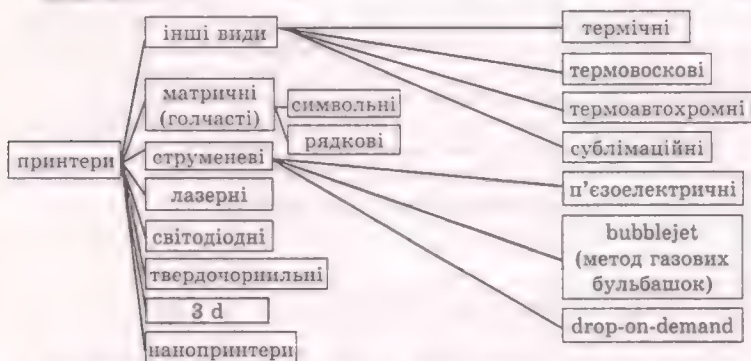 принтери
інші види
матричні
(голчасті)
струменеві
лазерні
світодіодні
твердочорнильні
3 d
нанопринтери
символьні
рядкові
термічні
термовоскові
термоавтохромні
сублімаційні
п'єзоелектричні
bubblejet
(метод газових
бульбашок)
drop-on-demand